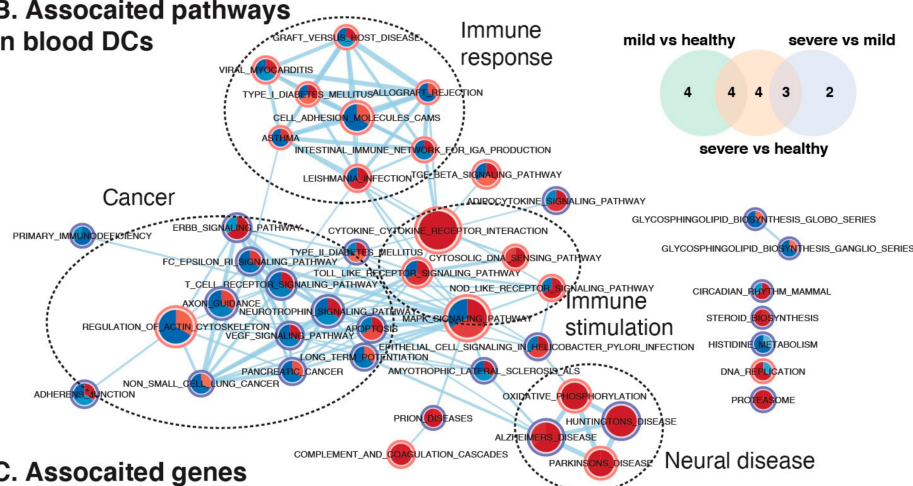 B. Assocaited pathways
in blood DCs
Immune
response
mild vs healthy
severe vs mild
4
4
4
3
2
severe vs healthy
GRAFT_VERSUS_HOST_DISEASE
VIRAL_MYOCARDITIS
TYPE_I_DIABETES_MELLITUS
ALLOGRAFT_REJECTION
CELL_ADHESION_MOLECULES_CAMS
ASTHMA
INTESTINAL_IMMUNE_NETWORK_FOR_IGA_PRODUCTION
LEISHMANIA_INFECTION
TGF_BETA_SIGNALING_PATHWAY
ADIPOCYTOKINE_SIGNALING_PATHWAY
Cancer
PRIMARY_IMMUNODEFICIENCY
ERBB_SIGNALING_PATHWAY
CYTOKINE_CYTOKINE_RECEPTOR_INTERACTION
GLYCOSPHINGOLIPID_BIOSYNTHESIS_GLOBO_SERIES
GLYCOSPHINGOLIPID_BIOSYNTHESIS_GANGLIO_SERIES
TYPE_II_DIABETES_MELLITUS
CYTOSOLIC_DNA_SENSING_PATHWAY
FC_EPSILON_RI_SIGNALING_PATHWAY
TOLL_LIKE_RECEPTOR_SIGNALING_PATHWAY
T_CELL_RECEPTOR_SIGNALING_PATHWAY
NOD_LIKE_RECEPTOR_SIGNALING_PATHWAY
CIRCADIAN_RHYTHM_MAMMAL
AXON_GUIDANCE
NEUROTROPHIN_SIGNALING_PATHWAY
MAPK_SIGNALING_PATHWAY
Immune
stimulation
STEROID_BIOSYNTHESIS
REGULATION_OF_ACTIN_CYTOSKELETON
VEGF_SIGNALING_PATHWAY
APOPTOSIS
EPITHELIAL_CELL_SIGNALING_IN_HELICOBACTER_PYLORI_INFECTION
HISTIDINE_METABOLISM
LONG_TERM_POTENTIATION
PANCREATIC_CANCER
AMYOTROPHIC_LATERAL_SCLEROSIS_ALS
DNA_REPLICATION
NON_SMALL_CELL_LUNG_CANCER
ADHERENS_JUNCTION
OXIDATIVE_PHOSPHORYLATION
PROTEASOME
PRION_DISEASES
HUNTINGTONS_DISEASE
ALZHEIMERS_DISEASE
COMPLEMENT_AND_COAGULATION_CASCADES
PARKINSONS_DISEASE
Neural disease
C. Assocaited genes